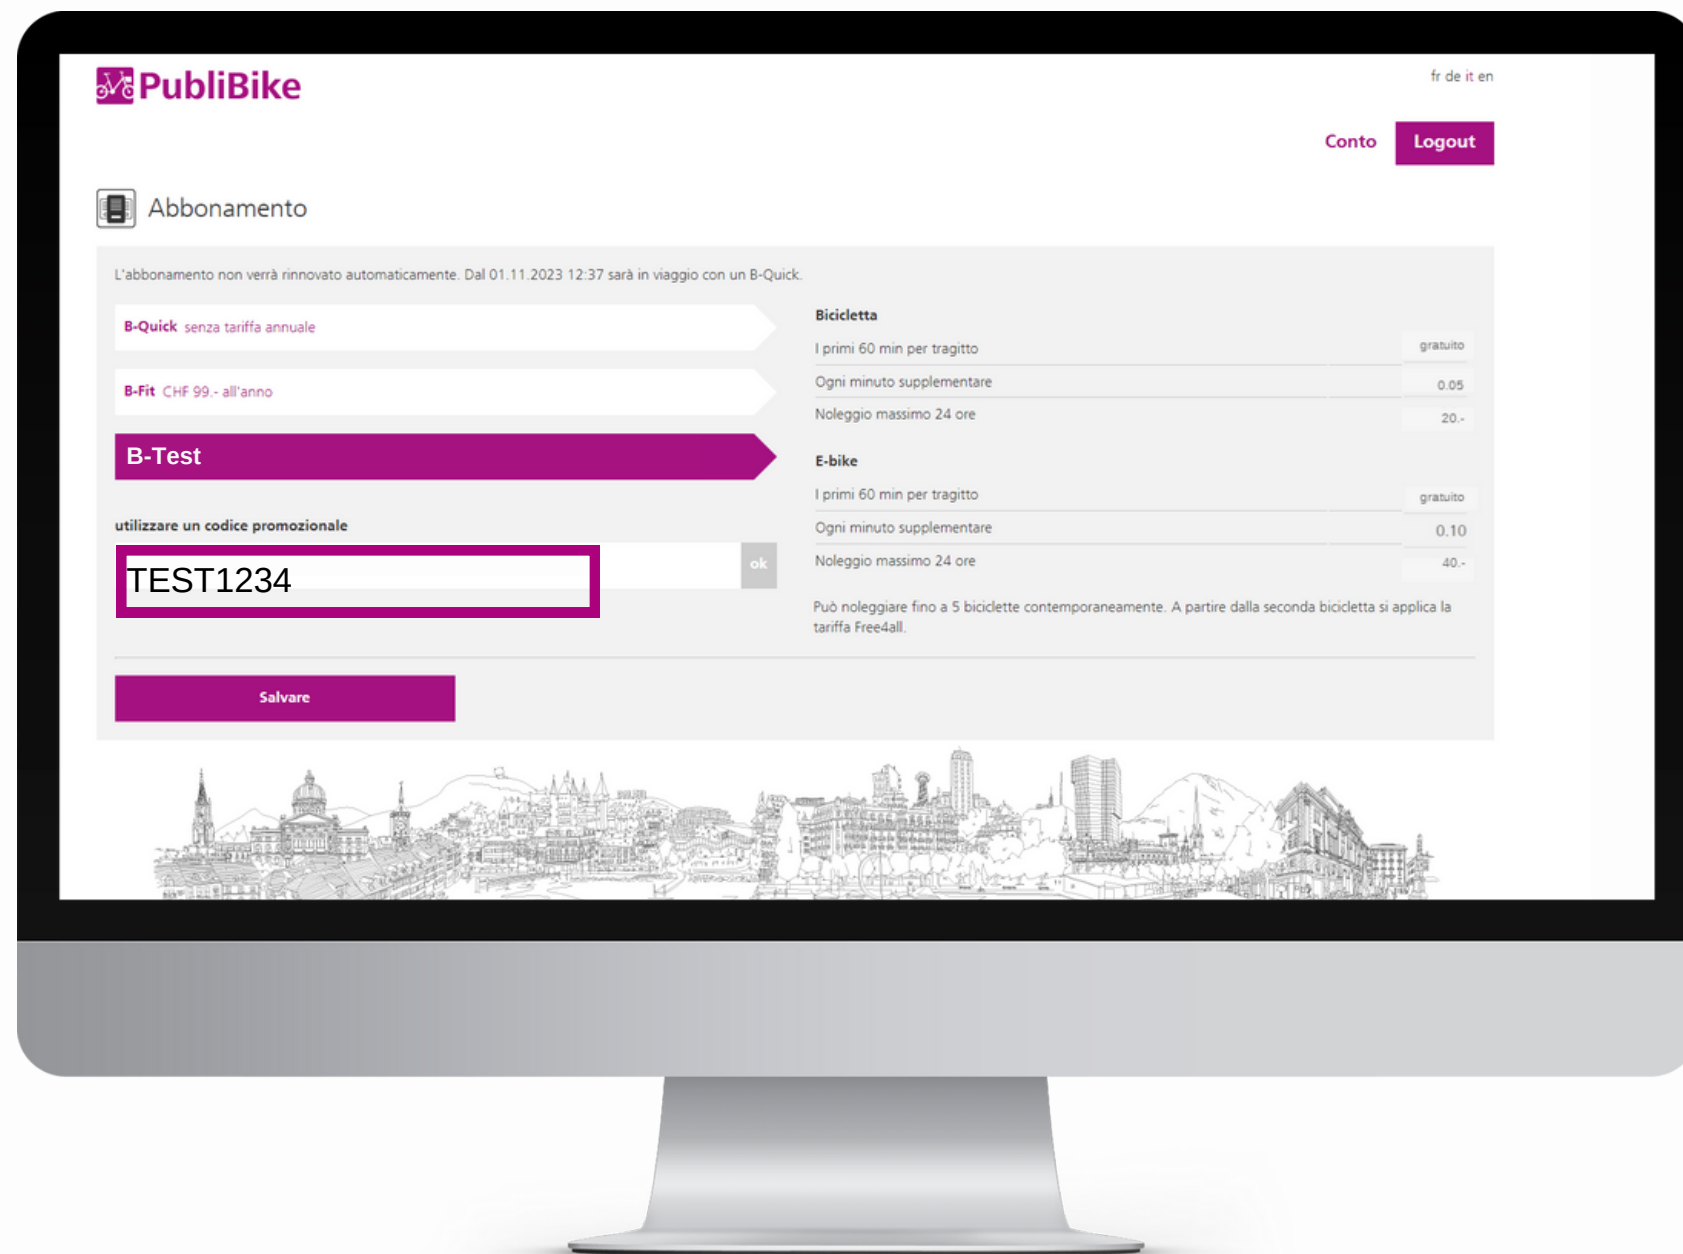 PubliBike
fr de it en
Conto
Logout
Abbonamento
L'abbonamento non verrà rinnovato automaticamente. Dal 01.11.2023 12:37 sarà in viaggio con un B-Quick.
B-Quick senza tariffa annuale
B-Fit CHF 99.- all'anno
B-Test
utilizzare un codice promozionale
TEST1234
ok
Bicicletta
I primi 60 min per tragitto gratuito
Ogni minuto supplementare 0.05
Noleggio massimo 24 ore 20.-
E-bike
I primi 60 min per tragitto gratuito
Ogni minuto supplementare 0.10
Noleggio massimo 24 ore 40.-
Può noleggiare fino a 5 biciclette contemporaneamente. A partire dalla seconda bicicletta si applica la
tariffa Free4all.
Salvare